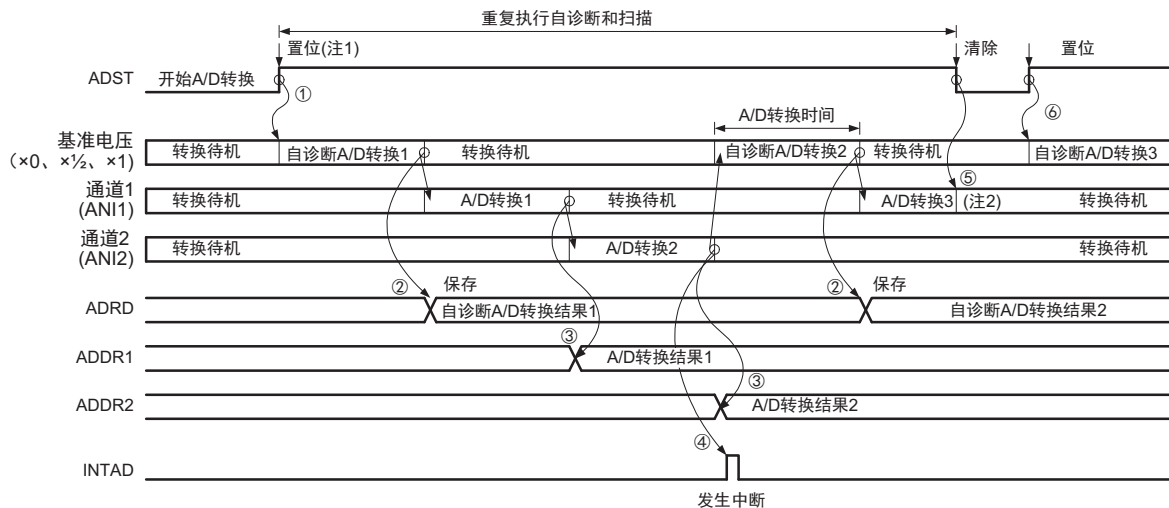 重复执行自诊断和扫描
置位(注1)
清除
置位
ADST
开始A/D转换
①
⑥
A/D转换时间
基准电压
(×0、×½、×1)
转换待机
自诊断A/D转换1
转换待机
自诊断A/D转换2
转换待机
自诊断A/D转换3
通道1
(ANI1)
转换待机
A/D转换1
转换待机
A/D转换3
⑤
(注2)
转换待机
通道2
(ANI2)
转换待机
A/D转换2
转换待机
ADRD
②
保存
自诊断A/D转换结果1
②
保存
自诊断A/D转换结果2
ADDR1
③
A/D转换结果1
ADDR2
③
A/D转换结果2
INTAD
④
发生中断